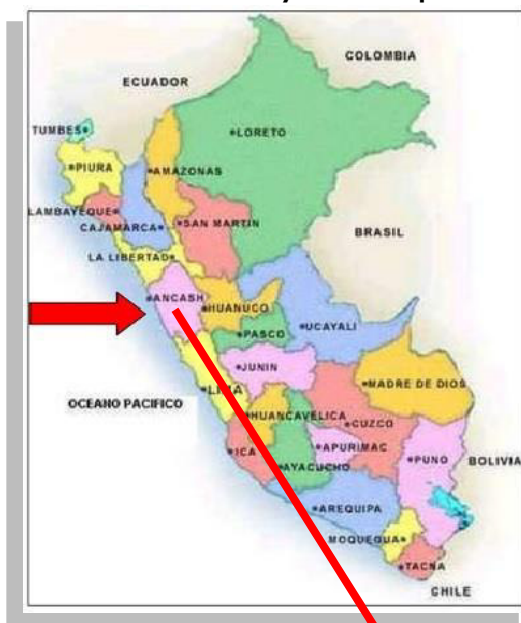 COLOMBIA
ECUADOR
TUMBES
LORETO
PIURA
AMAZONAS
LAMBAYEQUE
SAN MARTIN
CAJAMARCA
BRASIL
LA LIBERTAD
ANCASH
HUANUCO
UCAYALI
PASCO
JUNIN
MADRE DE DIOS
LIMA
OCEANO PACIFICO
HUANCAVELICA
CUZCO
ICA
APURIMAC
PUNO
BOLIVIA
AYACUCHO
AREQUIPA
MOQUEGUA
TACNA
CHILE